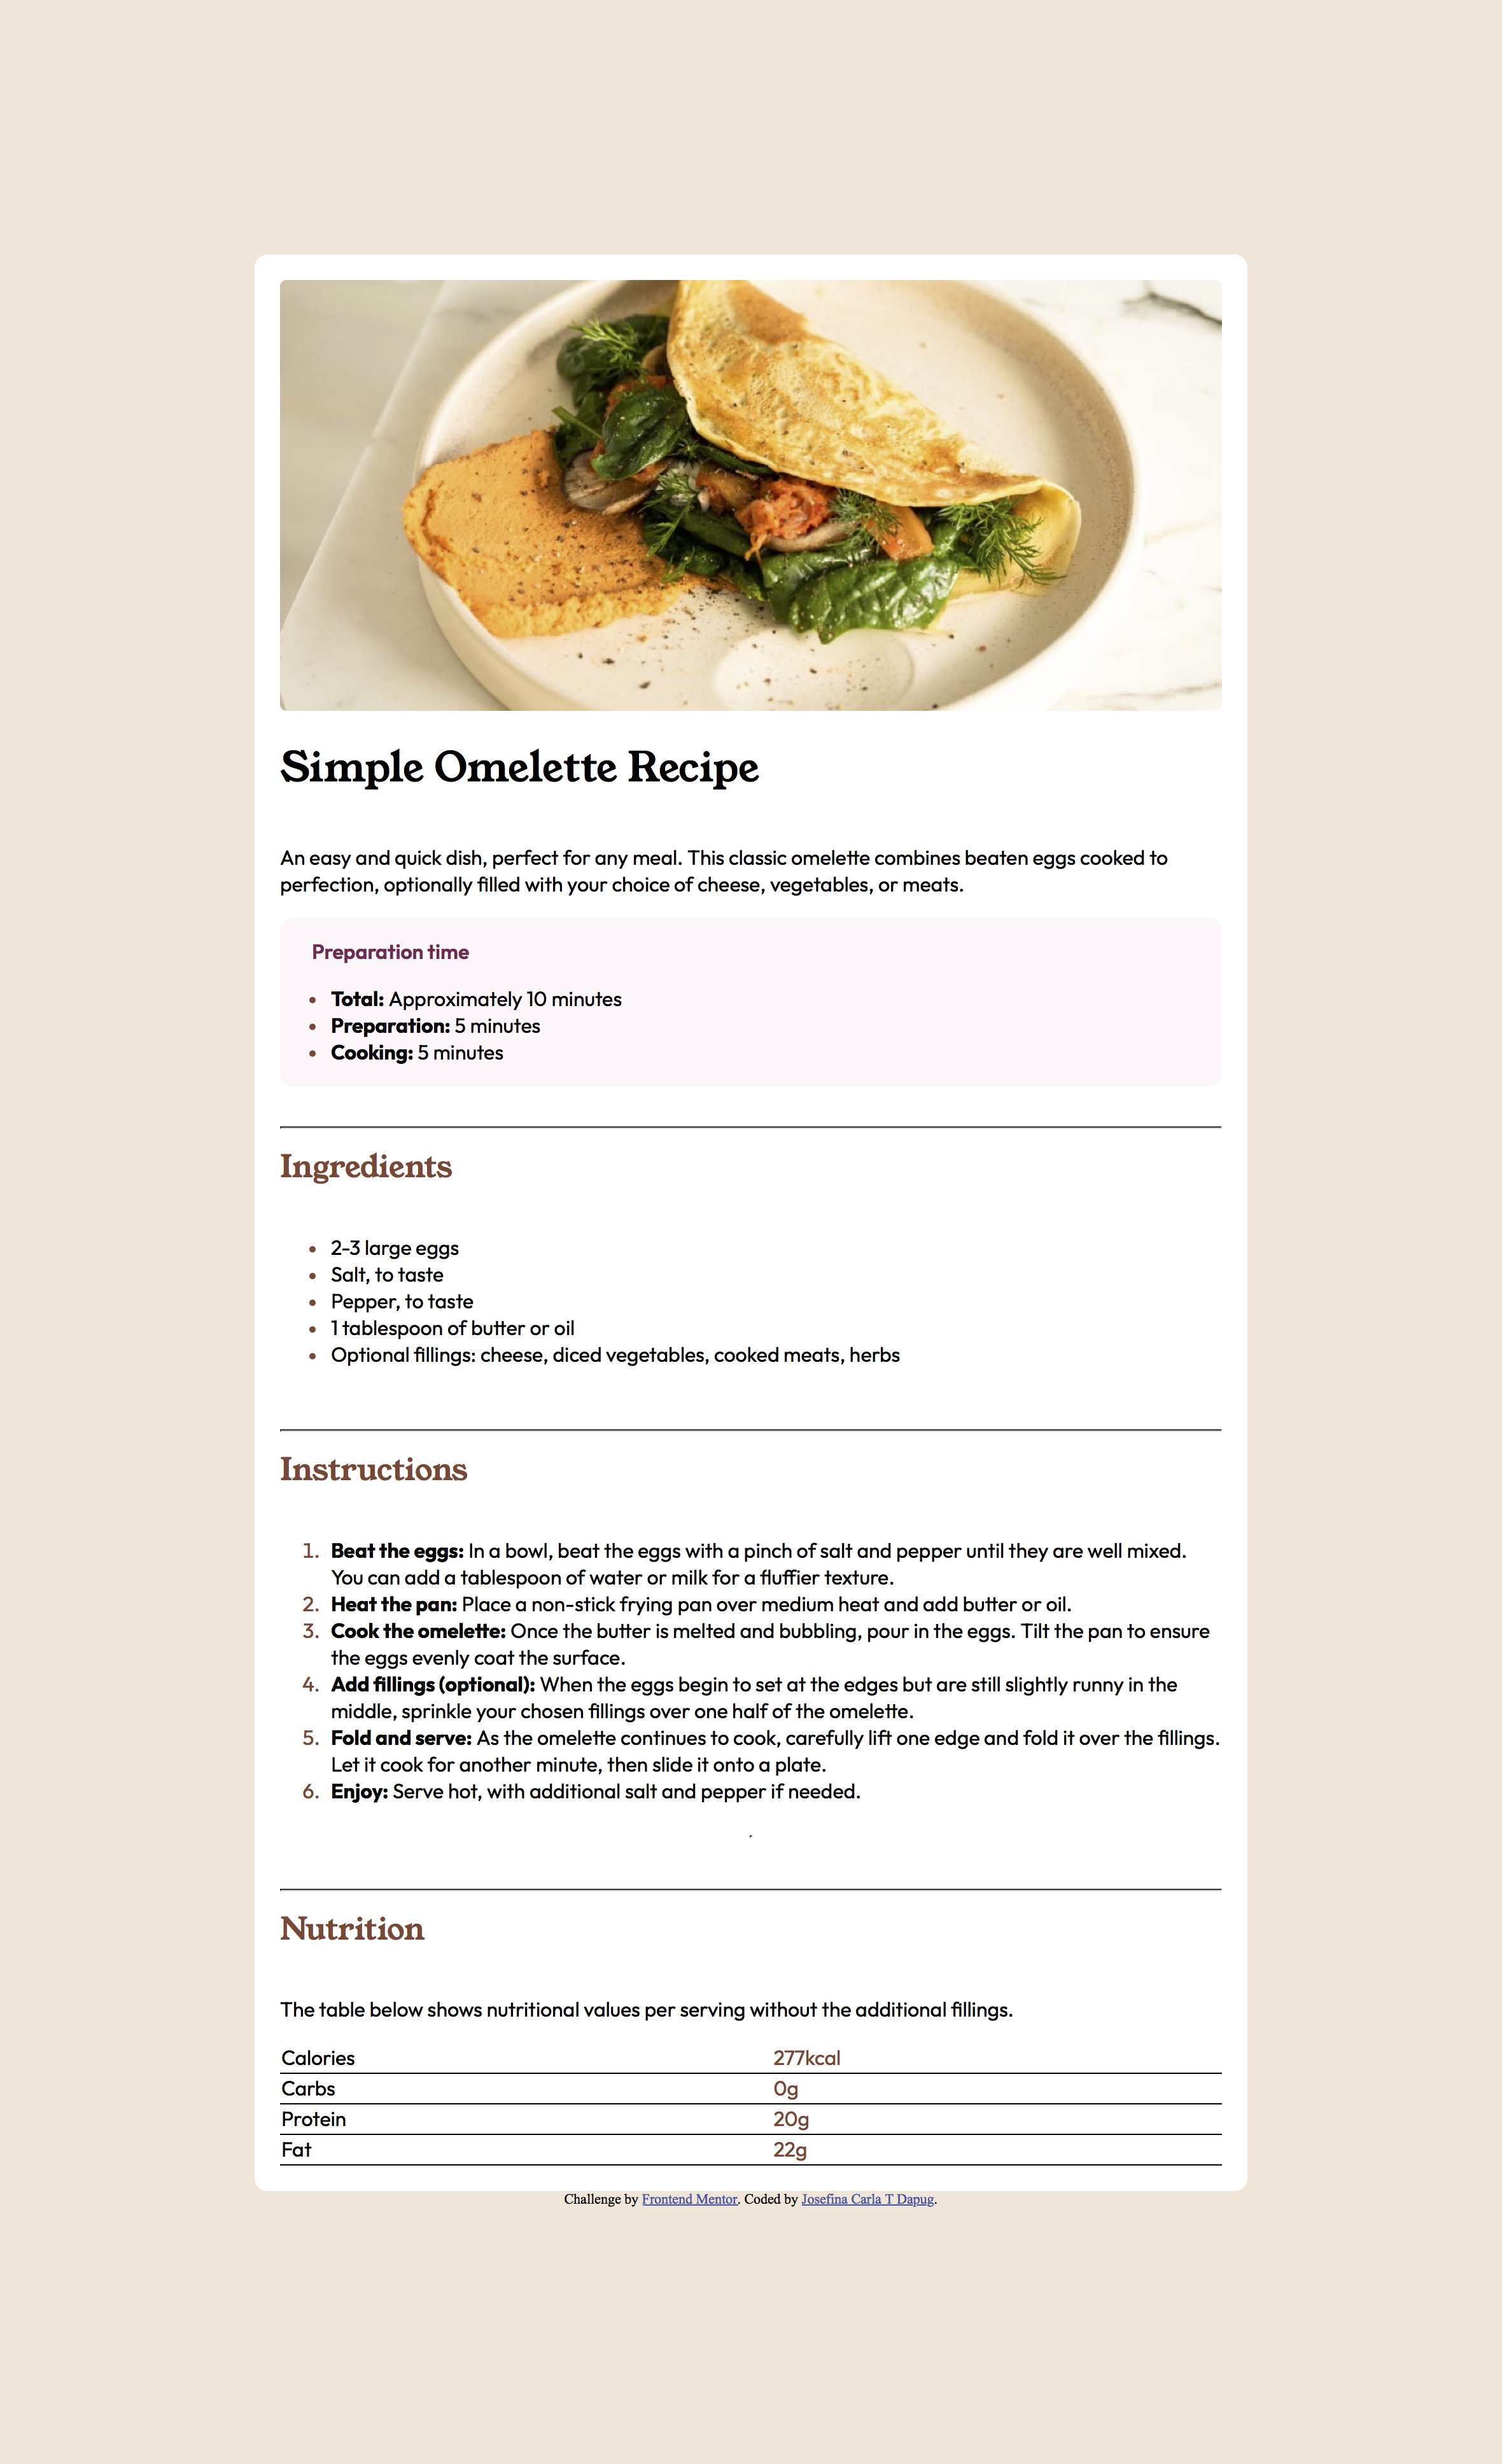 Simple Omelette Recipe
An easy and quick dish, perfect for any meal. This classic omelette combines beaten eggs cooked to
perfection, optionally filled with your choice of cheese, vegetables, or meats.
Preparation time
• Total: Approximately 10 minutes
• Preparation: 5 minutes
• Cooking: 5 minutes
Ingredients
• 2-3 large eggs
• Salt, to taste
• Pepper, to taste
• 1 tablespoon of butter or oil
• Optional fillings: cheese, diced vegetables, cooked meats, herbs
Instructions
1. Beat the eggs: In a bowl, beat the eggs with a pinch of salt and pepper until they are well mixed.
You can add a tablespoon of water or milk for a fluffier texture.
2. Heat the pan: Place a non-stick frying pan over medium heat and add butter or oil.
3. Cook the omelette: Once the butter is melted and bubbling, pour in the eggs. Tilt the pan to ensure
the eggs evenly coat the surface.
4. Add fillings (optional): When the eggs begin to set at the edges but are still slightly runny in the
middle, sprinkle your chosen fillings over one half of the omelette.
5. Fold and serve: As the omelette continues to cook, carefully lift one edge and fold it over the fillings.
Let it cook for another minute, then slide it onto a plate.
6. Enjoy: Serve hot, with additional salt and pepper if needed.
Nutrition
The table below shows nutritional values per serving without the additional fillings.
Calories 277kcal
Carbs 0g
Protein 20g
Fat 22g
Challenge by Frontend Mentor. Coded by Josefina Carla T Dapug.